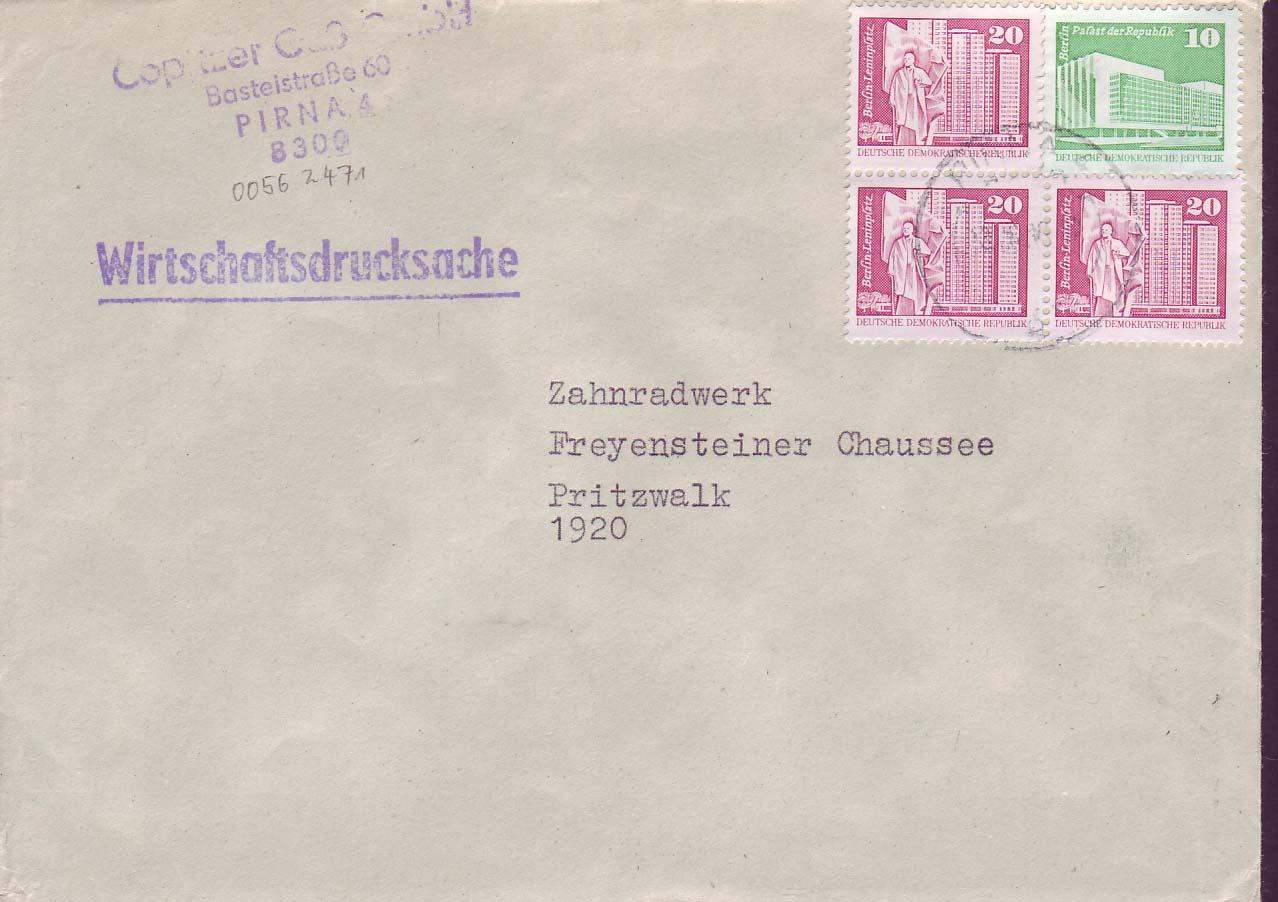 Basteistraße 60
PIRNA 4
8300
0056 2471
Wirtschaftsdrucksache
Berlin-Leninplatz
20
DEUTSCHE DEMOKRATISCHE REPUBLIK
Berlin
Palast der Republik
10
DEUTSCHE DEMOKRATISCHE REPUBLIK
Berlin-Leninplatz
20
DEUTSCHE DEMOKRATISCHE REPUBLIK
Berlin-Leninplatz
20
DEUTSCHE DEMOKRATISCHE REPUBLIK
Zahnradwerk
Freyensteiner Chaussee
Pritzwalk
1920